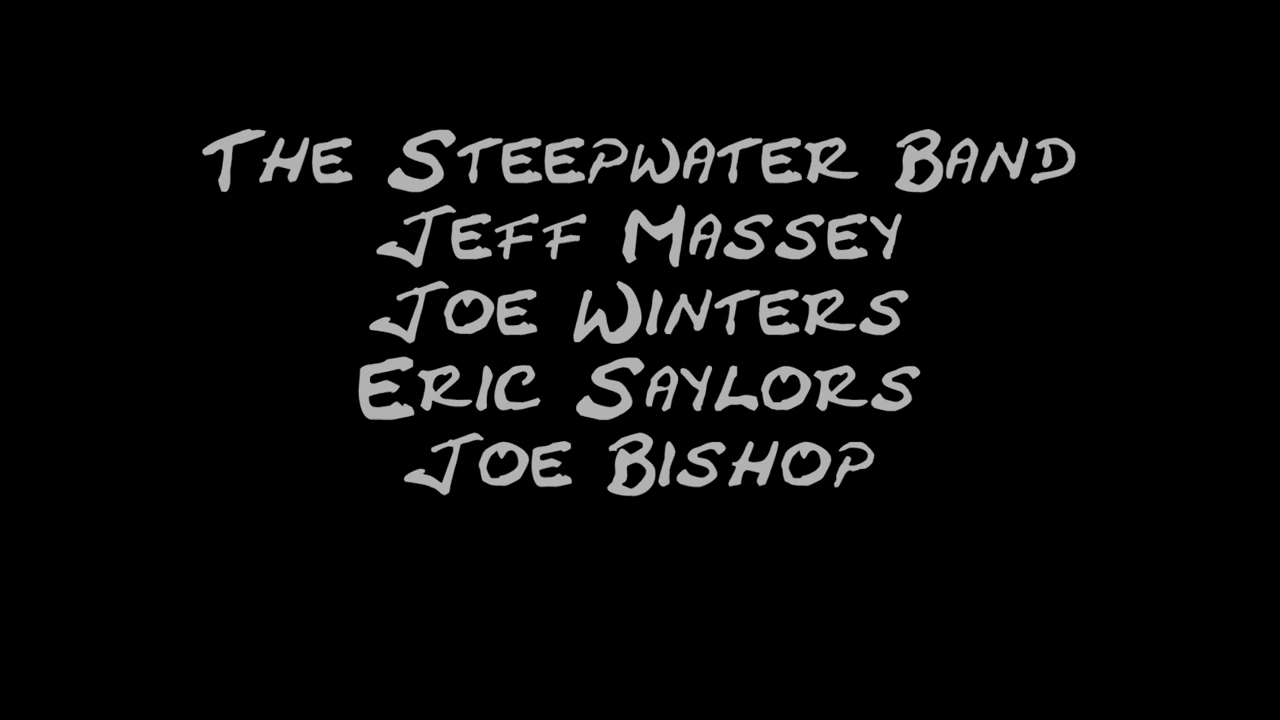 The Steepwater Band
Jeff Massey
Joe Winters
Eric Saylors
Joe Bishop